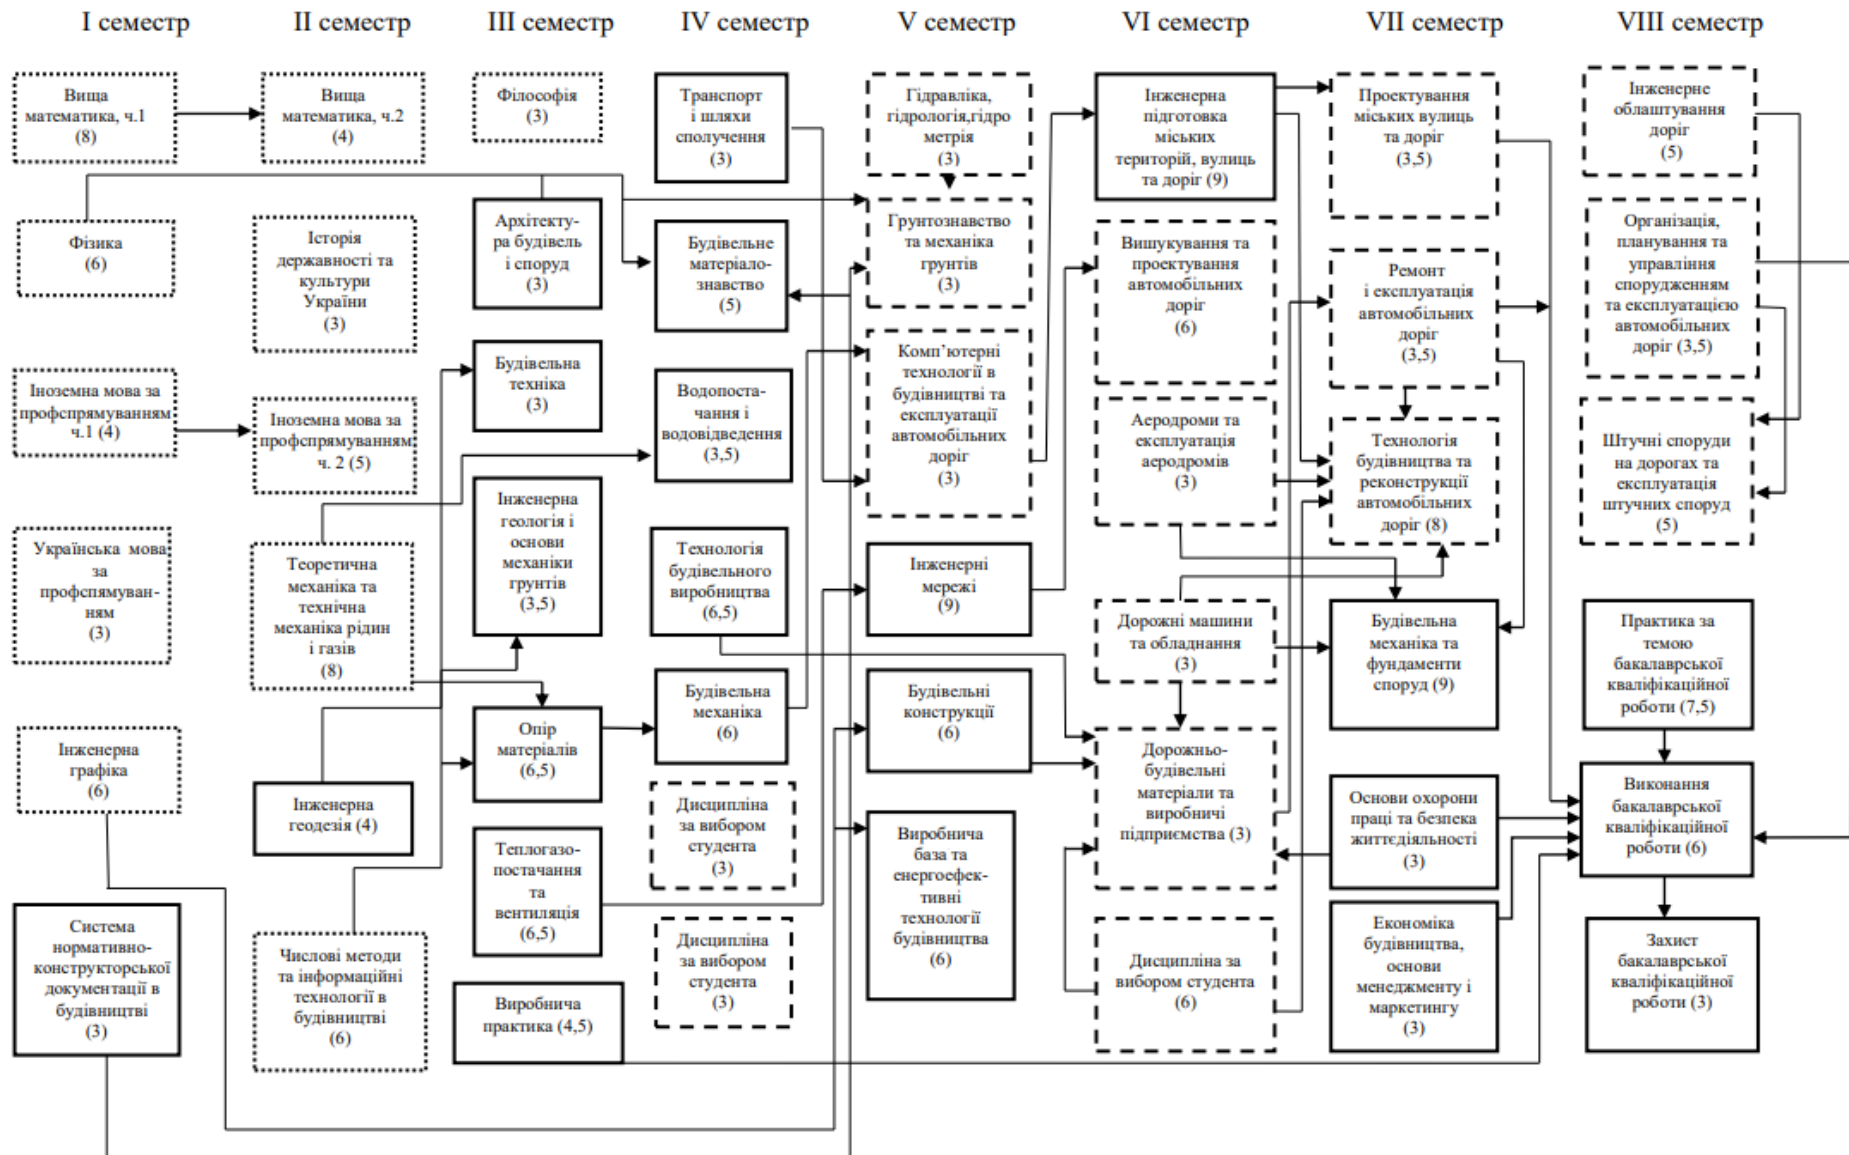 I семестр
II семестр
III семестр
IV семестр
V семестр
VI семестр
VII семестр
VIII семестр
Вища
математика, ч.1
(8)
Фізика
(6)
Іноземна мова за
профспрямуванням
ч.1 (4)
Українська мова
за
профспямуван-
ням
(3)
Інженерна
графіка
(6)
Система
нормативно-
конструкторської
документації в
будівництві
(3)
Вища
математика, ч.2
(4)
Історія
державності та
культури
України
(3)
Іноземна мова за
профспрямуванням
ч. 2 (5)
Теоретична
механіка та
технічна
механіка рідин
і газів
(8)
Інженерна
геодезія (4)
Числові методи
та інформаційні
технології в
будівництві
(6)
Філософія
(3)
Архітекту-
ра будівель
і споруд
(3)
Будівельна
техніка
(3)
Інженерна
геологія і
основи
механіки
грунтів
(3,5)
Опір
матеріалів
(6,5)
Теплогазо-
постачання
та
вентиляція
(6,5)
Виробнича
практика (4,5)
Транспорт
і шляхи
сполучення
(3)
Будівельне
матеріало-
знавство
(5)
Водопоста-
чання і
водовідведення
(3,5)
Технологія
будівельного
виробництва
(6,5)
Будівельна
механіка
(6)
Дисципліна
за вибором
студента
(3)
Дисципліна
за вибором
студента
(3)
Гідравліка,
гідрологія,гідро
метрія
(3)
Грунтознавство
та механіка
грунтів
(3)
Комп’ютерні
технології в
будівництві та
експлуатації
автомобільних
доріг
(3)
Інженерні
мережі
(9)
Будівельні
конструкції
(6)
Виробнича
база та
енергоефек-
тивні
технології
будівництва
(6)
Інженерна
підготовка
міських
територій, вулиць
та доріг (9)
Вишукування та
проектування
автомобільних
доріг
(6)
Аеродроми та
експлуатація
аеродромів
(3)
Дорожні машини
та обладнання
(3)
Дорожньо-
будівельні
матеріали та
виробничі
підприємства (3)
Дисципліна за
вибором студента
(6)
Проектування
міських вулиць
та доріг
(3,5)
Ремонт
і експлуатація
автомобільних
доріг
(3,5)
Технологія
будівництва та
реконструкції
автомобільних
доріг (8)
Будівельна
механіка та
фундаменти
споруд (9)
Основи охорони
праці та безпека
життєдіяльності
(3)
Економіка
будівництва,
основи
менеджменту і
маркетингу
(3)
Інженерне
облаштування
доріг
(5)
Організація,
планування та
управління
спорудженням
та експлуатацією
автомобільних
доріг (3,5)
Штучні споруди
на дорогах та
експлуатація
штучних споруд
(5)
Практика за
темою
бакалаврської
кваліфікаційної
роботи (7,5)
Виконання
бакалаврської
кваліфікаційної
роботи (6)
Захист
бакалаврської
кваліфікаційної
роботи (3)